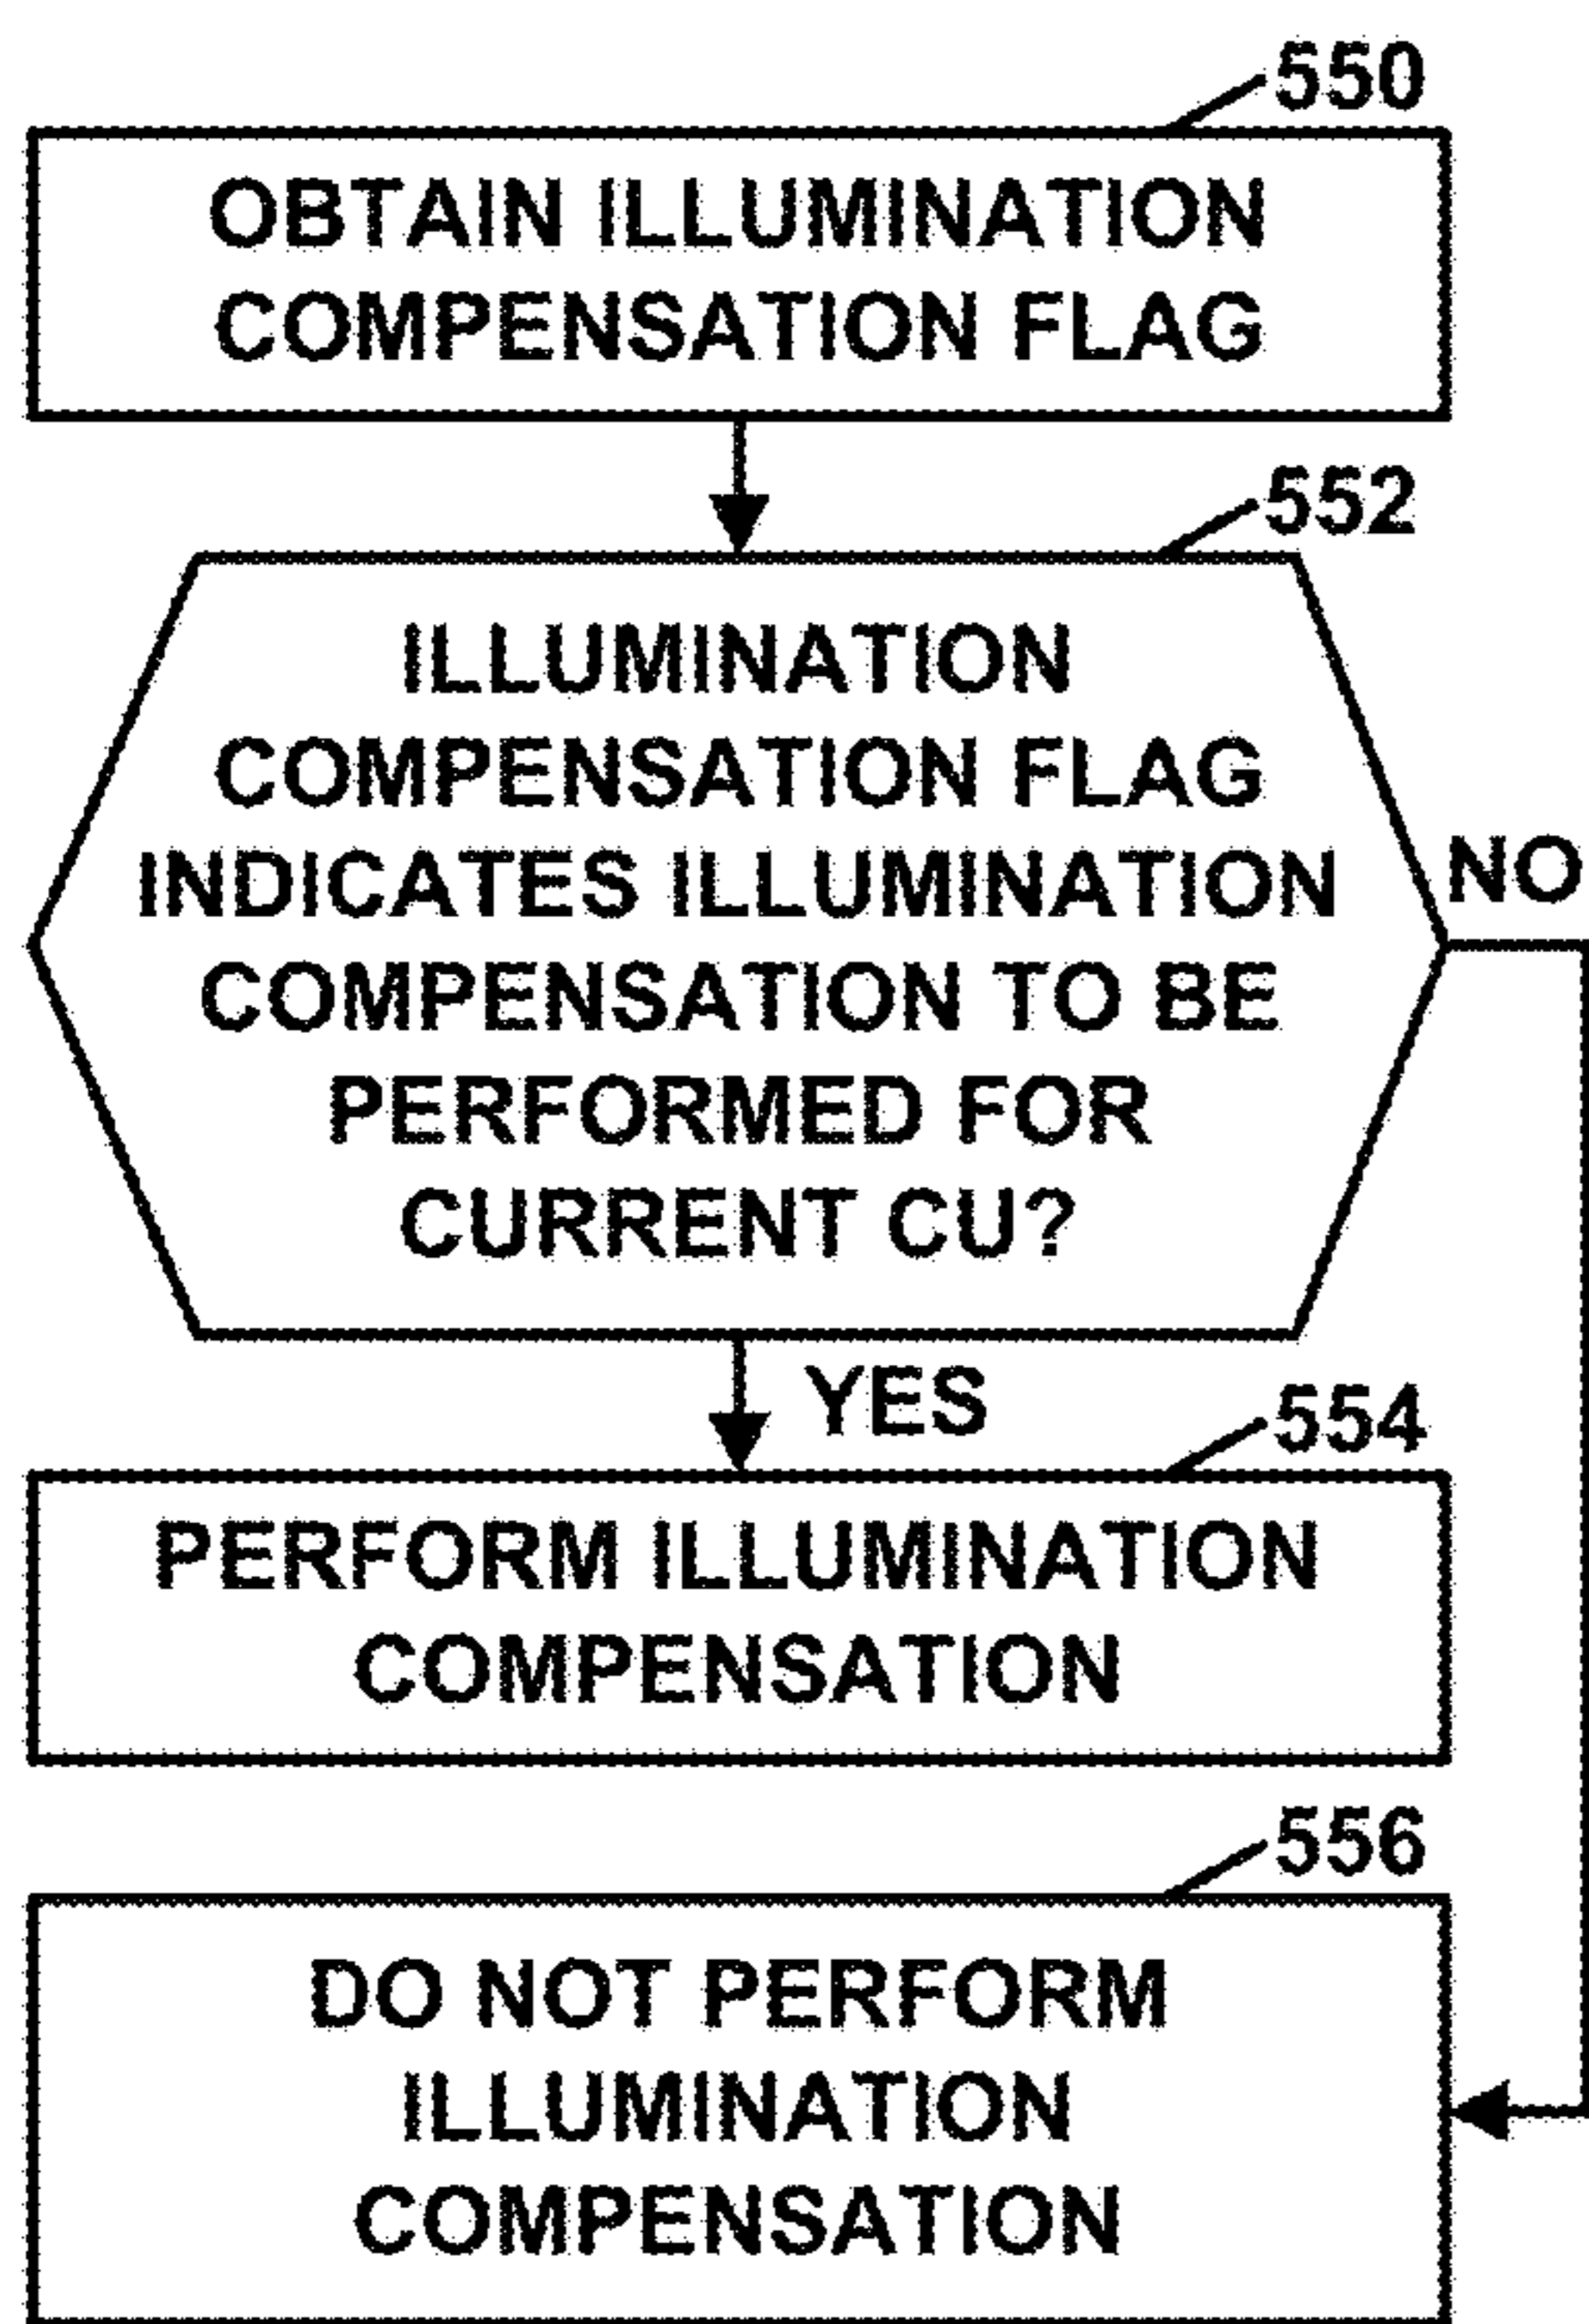 550
OBTAIN ILLUMINATION
COMPENSATION FLAG
552
ILLUMINATION
COMPENSATION FLAG
INDICATES ILLUMINATION
COMPENSATION TO BE
PERFORMED FOR
CURRENT CU?
NO
YES
554
PERFORM ILLUMINATION
COMPENSATION
556
DO NOT PERFORM
ILLUMINATION
COMPENSATION